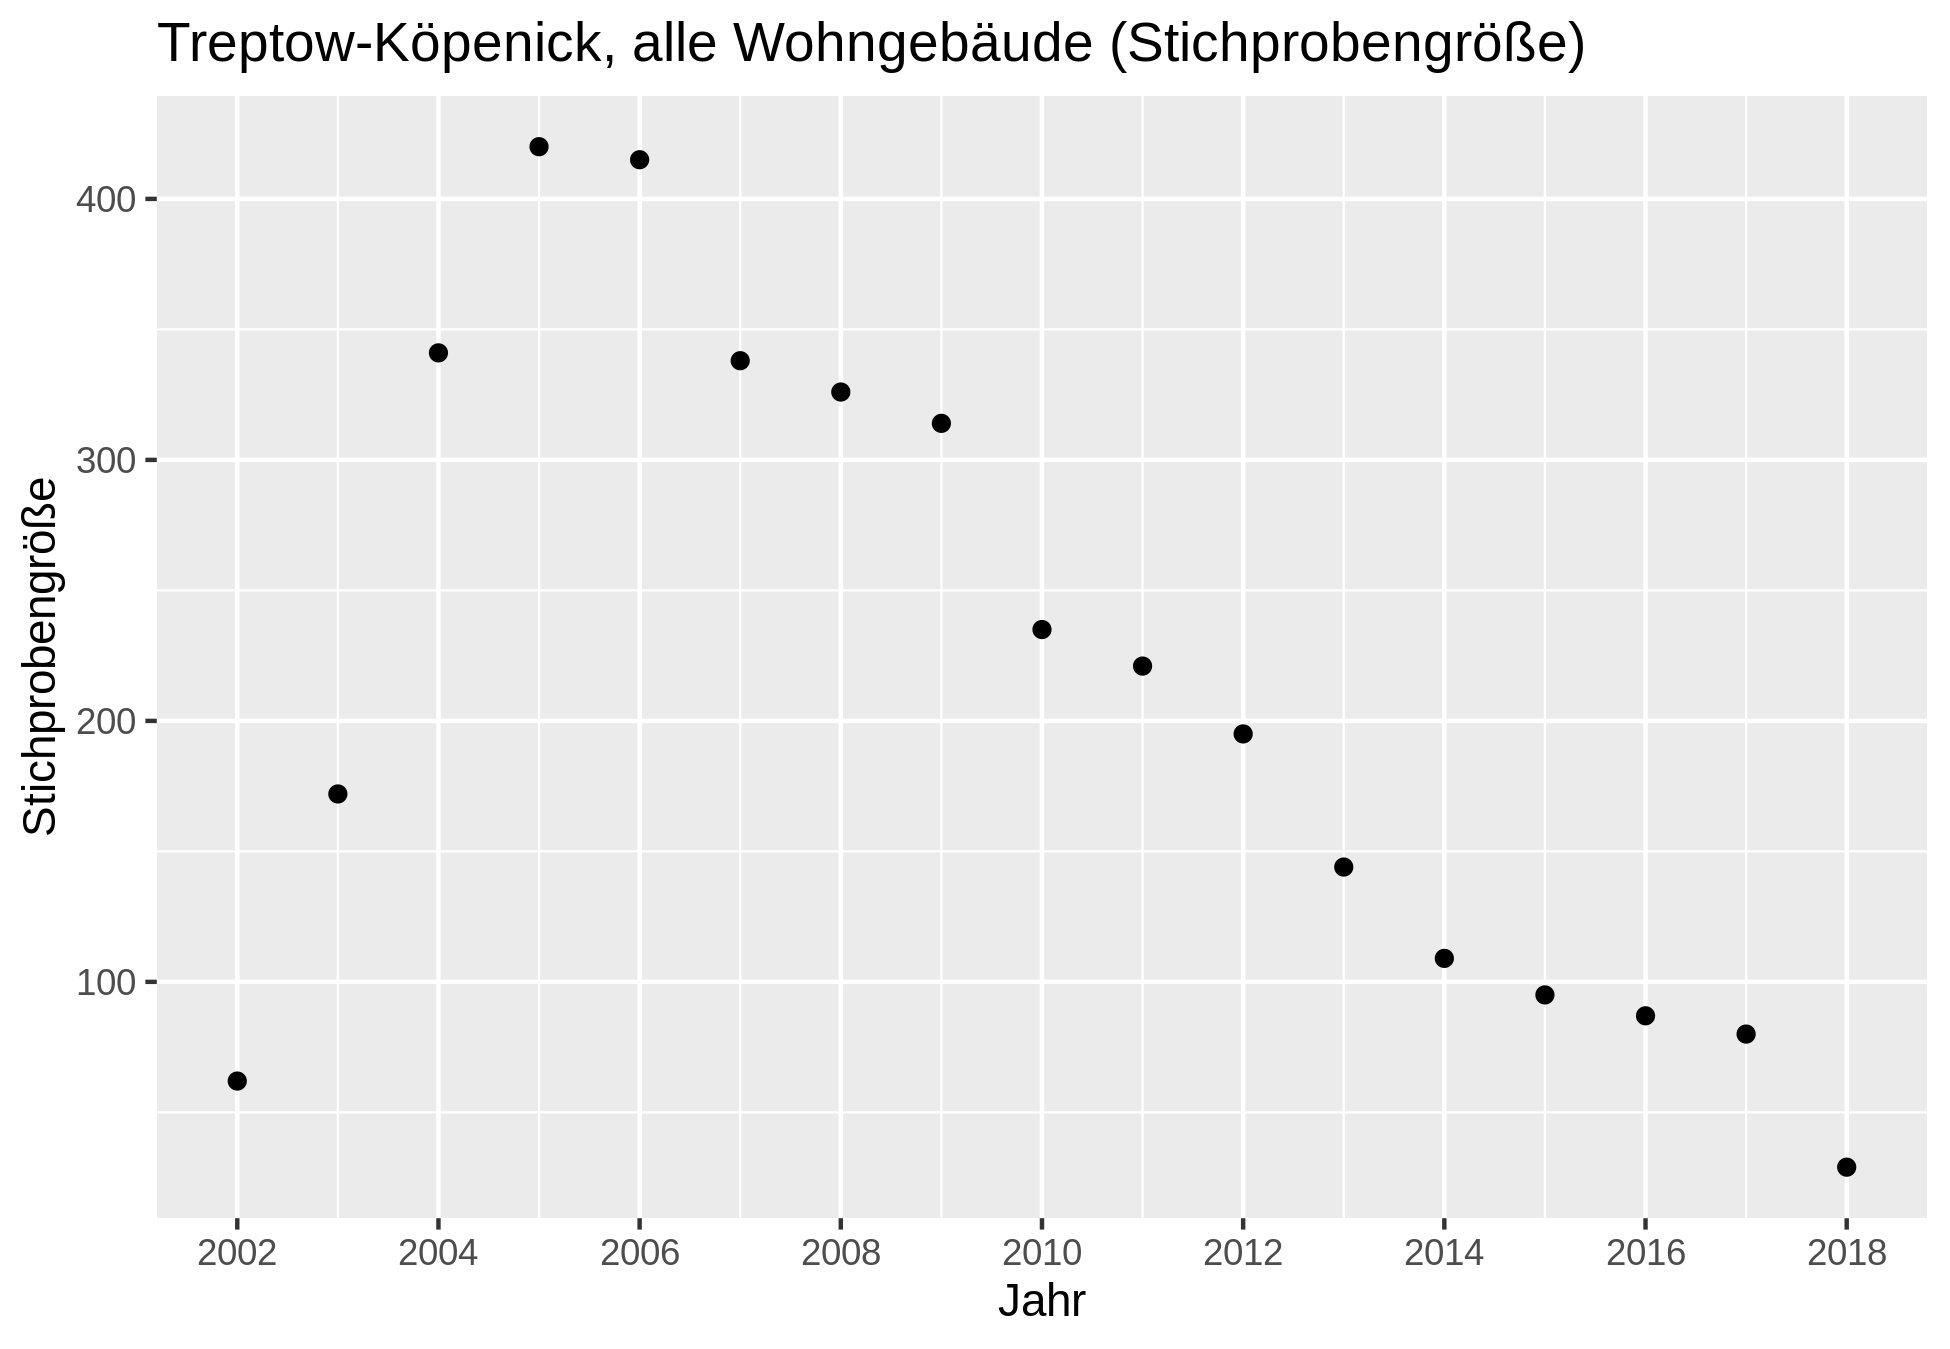 Treptow-Köpenick, alle Wohngebäude (Stichprobengröße)
Stichprobengröße
400
300
200
100
2002 2004 2006 2008 2010 2012 2014 2016 2018
Jahr